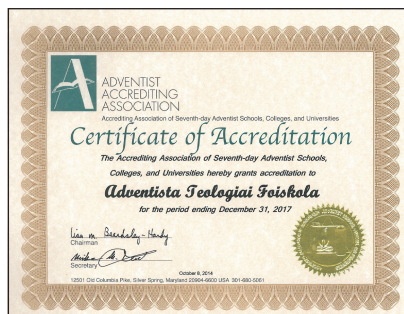 ADVENTIST
ACCREDITING
ASSOCIATION
Accrediting Association of Seventh-day Adventist Schools, Colleges, and Universities
Certificate of Accreditation
The Accrediting Association of Seventh-day Adventist Schools,
Colleges, and Universities hereby grants accreditation to
Adventista Teologiai Foiskola
for the period ending December 31, 2017
Lisa M. Beardsley-Hardy
Chairman
Secretary
October 8, 2014
12501 Old Columbia Pike, Silver Spring, Maryland 20904-6600 USA 301-680-5061